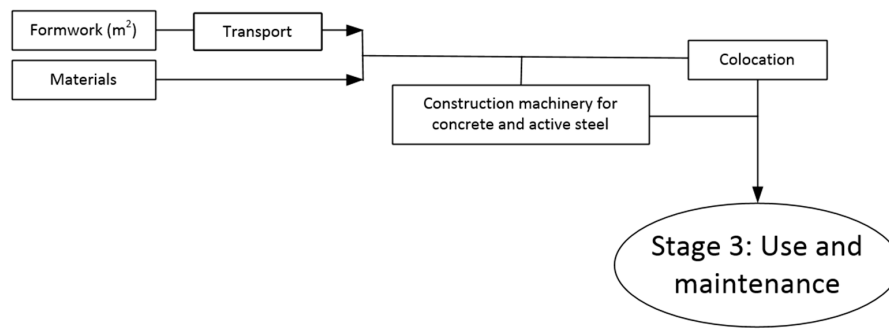 Formwork (m²)
Transport
Materials
Colocation
Construction machinery for
concrete and active steel
Stage 3: Use and
maintenance